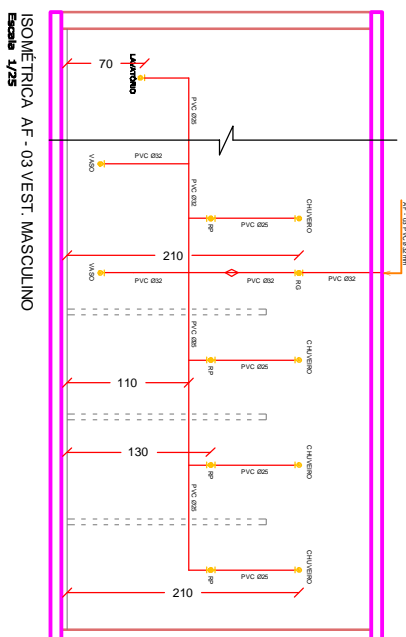 ISOMÉTRICA AF - 03 VEST. MASCULINO
Escala 1/25
70
LAVATÓRIO
PVC Ø25
VASO
PVC Ø32
PVC Ø32
CHUVEIRO
RP
PVC Ø25
210
VASO
PVC Ø32
PVC Ø32
RG
PVC Ø32
PVC Ø25
CHUVEIRO
RP
PVC Ø25
110
130
CHUVEIRO
RP
PVC Ø25
PVC Ø25
CHUVEIRO
RP
PVC Ø25
210